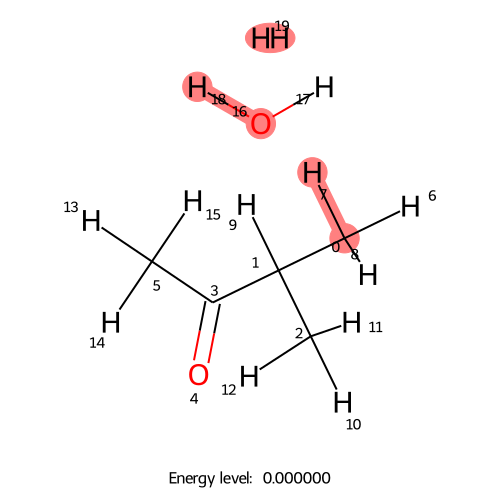 19
HH
H 18 16 O 17 H
H 7
13 H H 15 H 9 H 6
0 8 H
1
5 3
14 H 2 H 11
O 4 12 H
H 10
Energy level: 0.000000